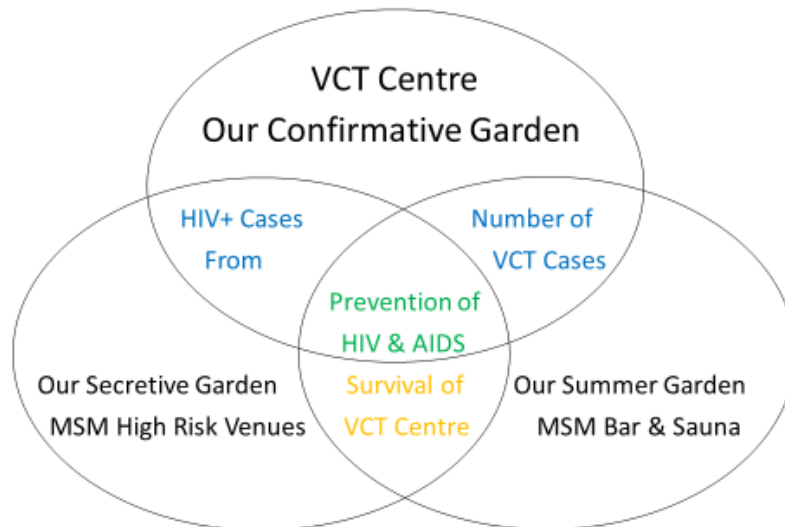 VCT Centre
Our Confirmative Garden
HIV+ Cases
From
Number of
VCT Cases
Prevention of
HIV & AIDS
Our Secretive Garden
MSM High Risk Venues
Survival of
VCT Centre
Our Summer Garden
MSM Bar & Sauna